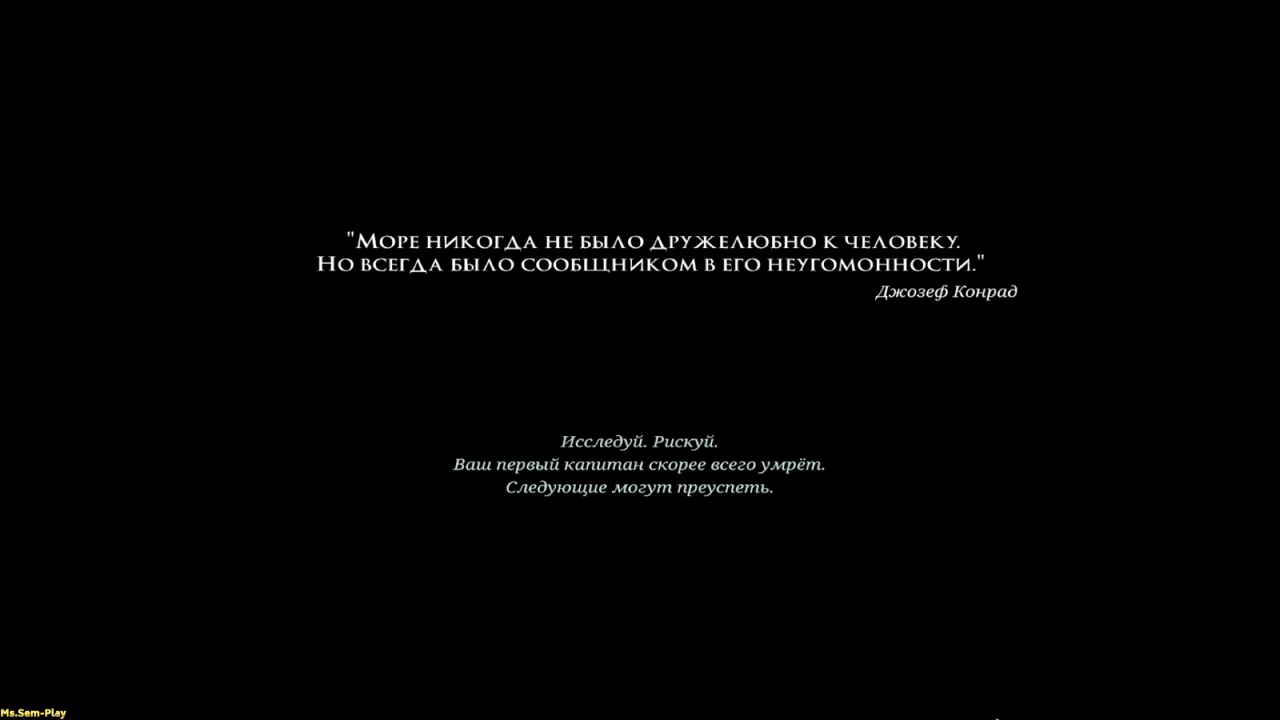 "Море никогда не было дружелюбно к человеку.
Но всегда было сообщником в его неугомонности."
Джозеф Конрад
Исследуй. Рискуй.
Ваш первый капитан скорее всего умрёт.
Следующие могут преуспеть.
Ms.Sem-Play